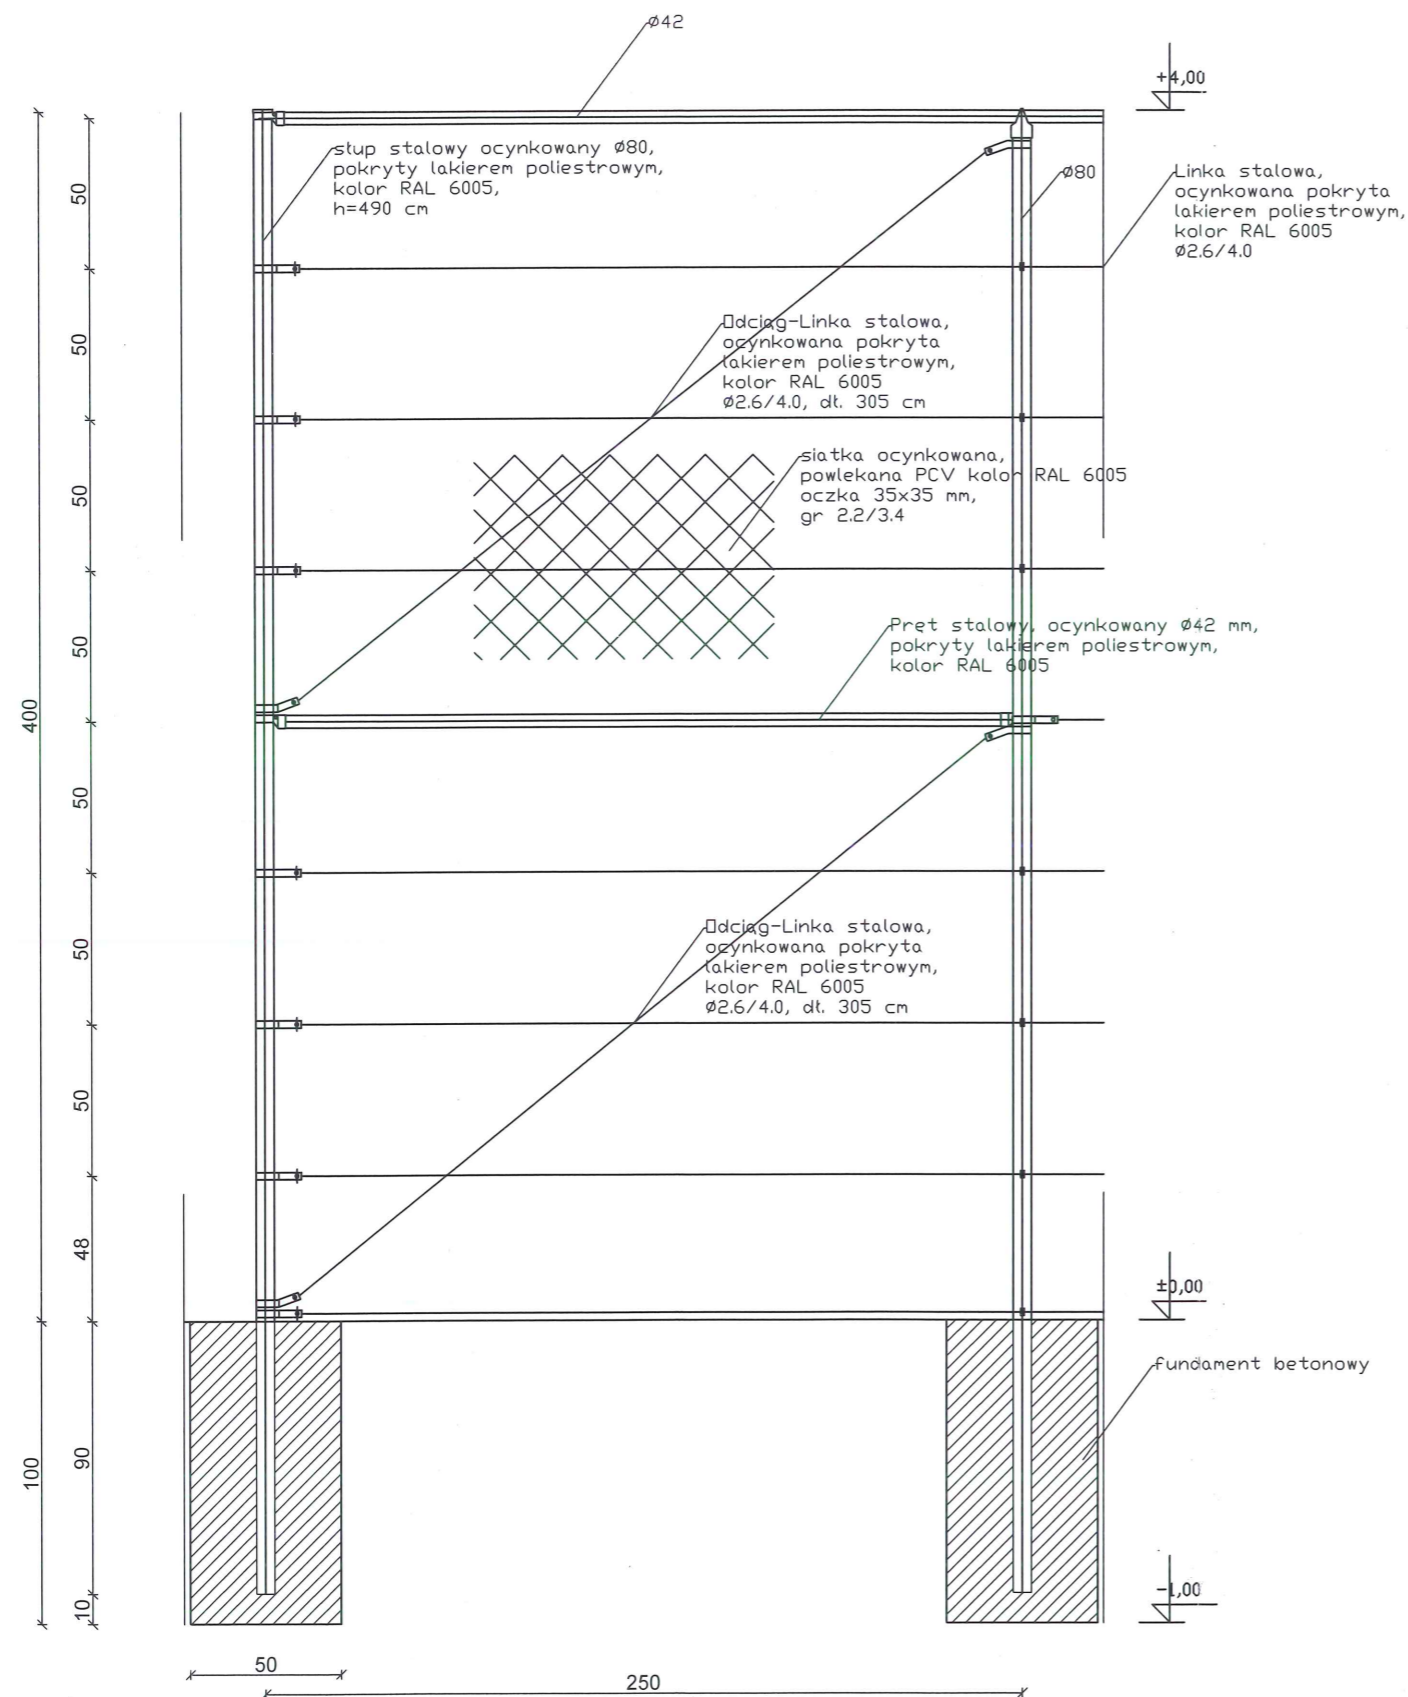 Ø42
+4,00
słup stalowy ocynkowany Ø80,
pokryty lakierem poliestrowym,
kolor RAL 6005,
h=490 cm
Ø80
Linka stalowa,
ocynkowana pokryta
lakierem poliestrowym,
kolor RAL 6005
Ø2.6/4.0
50
50
50
50
50
50
50
48
90
10
400
100
Odciąg-Linka stalowa,
ocynkowana pokryta
lakierem poliestrowym,
kolor RAL 6005
Ø2.6/4.0, dł. 305 cm
siatka ocynkowana,
powlekana PCV kolor RAL 6005
oczka 35x35 mm,
gr 2.2/3.4
Pręt stalowy, ocynkowany Ø42 mm,
pokryty lakierem poliestrowym,
kolor RAL 6005
Odciąg-Linka stalowa,
ocynkowana pokryta
lakierem poliestrowym,
kolor RAL 6005
Ø2.6/4.0, dł. 305 cm
±0,00
fundament betonowy
-1,00
50
250